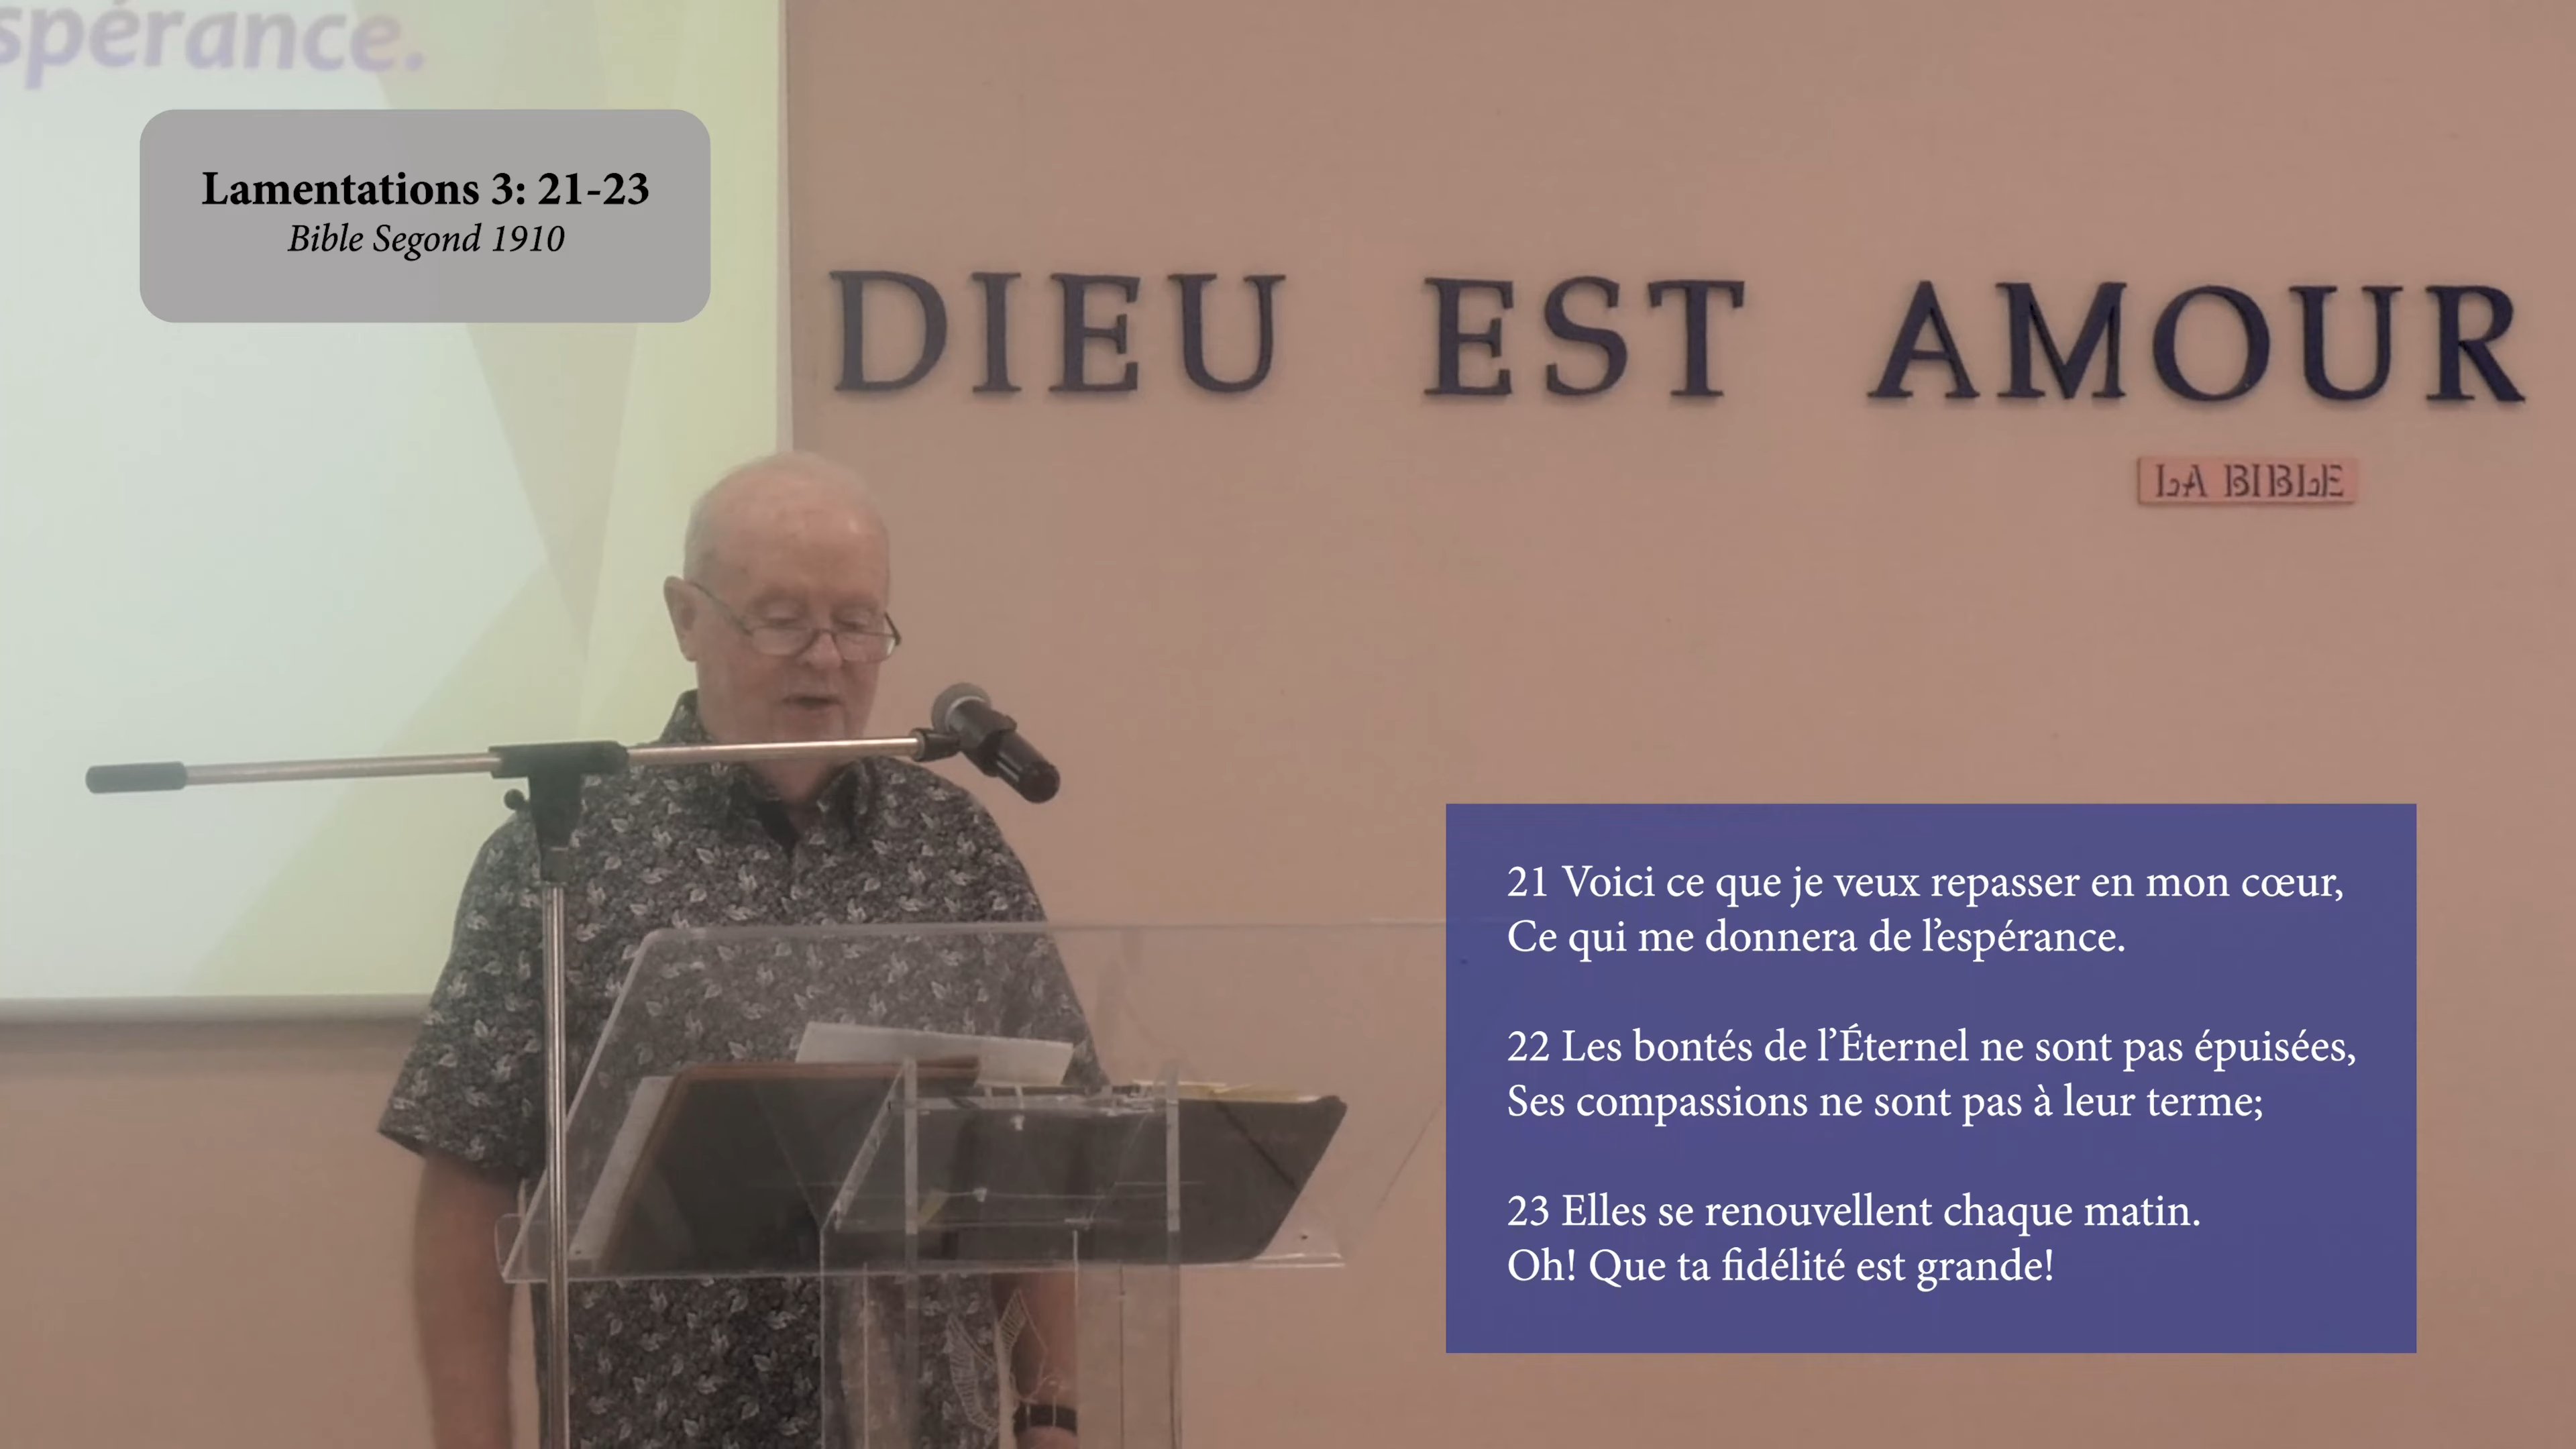 spérance.
Lamentations 3: 21-23
Bible Segond 1910
DIEU EST AMOUR
LA BIBLE
21 Voici ce que je veux repasser en mon cœur,
Ce qui me donnera de l’espérance.
22 Les bontés de l’Éternel ne sont pas épuisées,
Ses compassions ne sont pas à leur terme;
23 Elles se renouvellent chaque matin.
Oh! Que ta fidélité est grande!